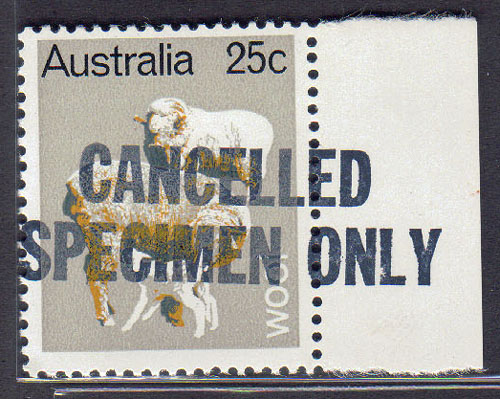 Australia 25c
CANCELLED
SPECIMEN ONLY
WOOL